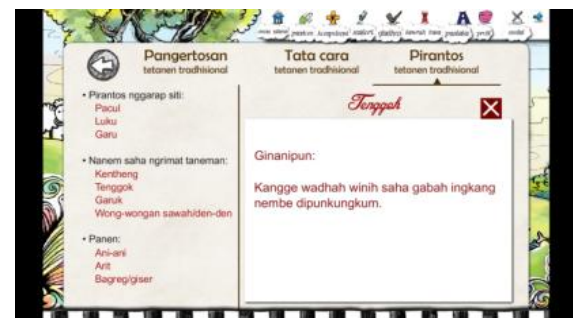 Pangertosan
tetanen tradhisional
Tata cara
tetanen tradhisional
Pirantos
tetanen tradhisional
• Pirantos nggarap siti:
Pacul
Luku
Garu
• Nanem saha ngrimat taneman:
Kentheng
Tenggok
Garuk
Wong-wongan sawah/den-den
• Panen:
Ani-ani
Arit
Bagreg/giser
Tenggok
Ginanipun:
Kangge wadhah winih saha gabah ingkang
nembe dipunkungkum.